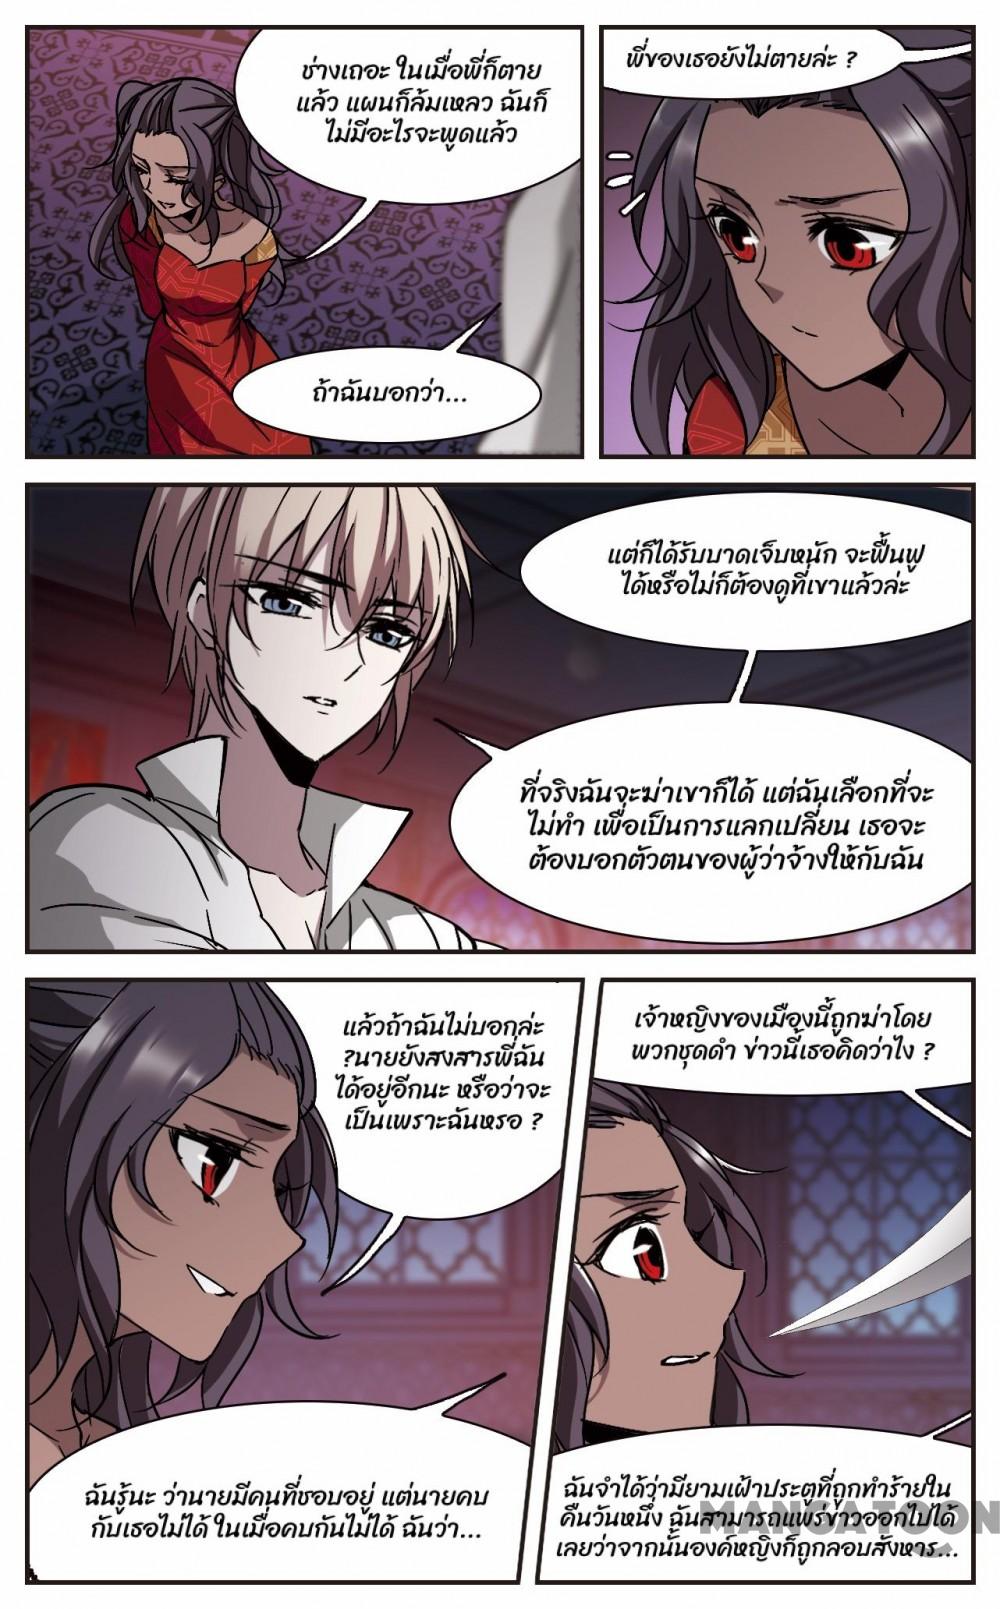 ช่างเถอะ ในเมื่อพี่ก็ตาย
แล้ว แผนก็ล้มเหลว ฉันก็
ไม่มีอะไรจะพูดแล้ว
ถ้าฉันบอกว่า...
พี่ของเธอยังไม่ตายล่ะ ?
แต่ก็ได้รับบาดเจ็บหนัก จะฟื้นฟู
ได้หรือไม่ก็ต้องดูที่เขาแล้วล่ะ
ที่จริงฉันจะฆ่าเขาก็ได้ แต่ฉันเลือกที่จะ
ไม่ทำ เพื่อเป็นการแลกเปลี่ยน เธอจะ
ต้องบอกตัวตนของผู้ว่าจ้างให้กับฉัน
แล้วถ้าฉันไม่บอกล่ะ
?นายยังสงสารพี่ฉัน
ได้อยู่อีกนะ หรือว่าจะ
เป็นเพราะฉันหรอ ?
ฉันรู้นะ ว่านายมีคนที่ชอบอยู่ แต่นายคบ
กับเธอไม่ได้ ในเมื่อคบกันไม่ได้ ฉันว่า...
เจ้าหญิงของเมืองนี้ถูกฆ่าโดย
พวกชุดดำ ข่าวนี้เธอคิดว่าไง ?
ฉันจำได้ว่ามียามเฝ้าประตูที่ถูกทำร้ายใน
คืนวันหนึ่ง ฉันสามารถแพร่ข่าวออกไปได้
เลยว่าจากนั้นองค์หญิงก็ถูกลอบสังหาร...
MANGATOON